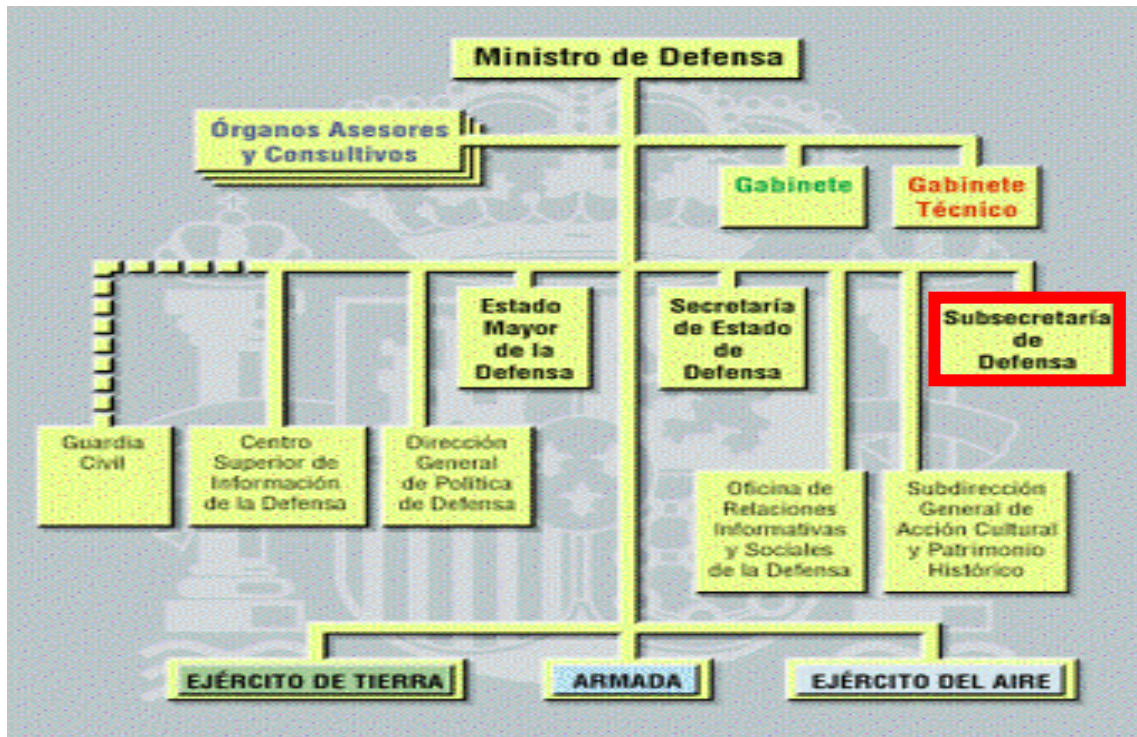 Ministro de Defensa
Órganos Asesores
y Consultivos
Gabinete
Gabinete
Técnico
Estado
Mayor
de la
Defensa
Secretaría
de Estado
de
Defensa
Subsecretaría
de
Defensa
Guardia
Civil
Centro
Superior de
Información
de la Defensa
Dirección
General
de Política
de Defensa
Oficina de
Relaciones
Informativas
y Sociales
de la Defensa
Subdirección
General de
Acción Cultural
y Patrimonio
Histórico
EJÉRCITO DE TIERRA
ARMADA
EJÉRCITO DEL AIRE